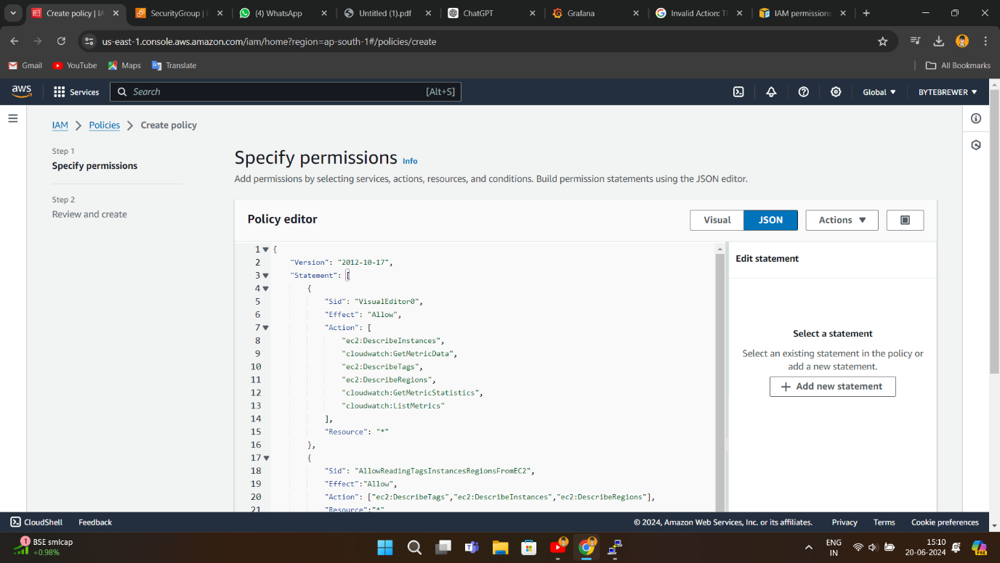 Create policy | IA
SecurityGroup | E
(4) WhatsApp
Untitled (1).pdf
ChatGPT
Grafana
Invalid Action: Th
IAM permissions
us-east-1.console.aws.amazon.com/iam/home?region=ap-south-1#/policies/create
Gmail
YouTube
Maps
Translate
All Bookmarks
aws
Services
Search
[Alt+S]
Global
BYTEBREWER
IAM
Policies
Create policy
Step 1
Specify permissions
Step 2
Review and create
Specify permissions Info
Add permissions by selecting services, actions, resources, and conditions. Build permission statements using the JSON editor.
Policy editor
Visual
JSON
Actions
1 {
2 "Version": "2012-10-17",
3 "Statement": [
4 {
5 "Sid": "VisualEditor0",
6 "Effect": "Allow",
7 "Action": [
8 "ec2:DescribeInstances",
9 "cloudwatch:GetMetricData",
10 "ec2:DescribeTags",
11 "ec2:DescribeRegions",
12 "cloudwatch:GetMetricStatistics",
13 "cloudwatch:ListMetrics"
14 ],
15 "Resource": "*"
16 },
17 {
18 "Sid": "AllowReadingTagsInstancesRegionsFromEC2",
19 "Effect":"Allow",
20 "Action": ["ec2:DescribeTags","ec2:DescribeInstances","ec2:DescribeRegions"],
21 "Resource":"*"
Edit statement
Select a statement
Select an existing statement in the policy or
add a new statement.
+ Add new statement
CloudShell
Feedback
© 2024, Amazon Web Services, Inc. or its affiliates.
Privacy
Terms
Cookie preferences
1
BSE smlcap
+0.98%
ENG
IN
15:10
20-06-2024
PRE